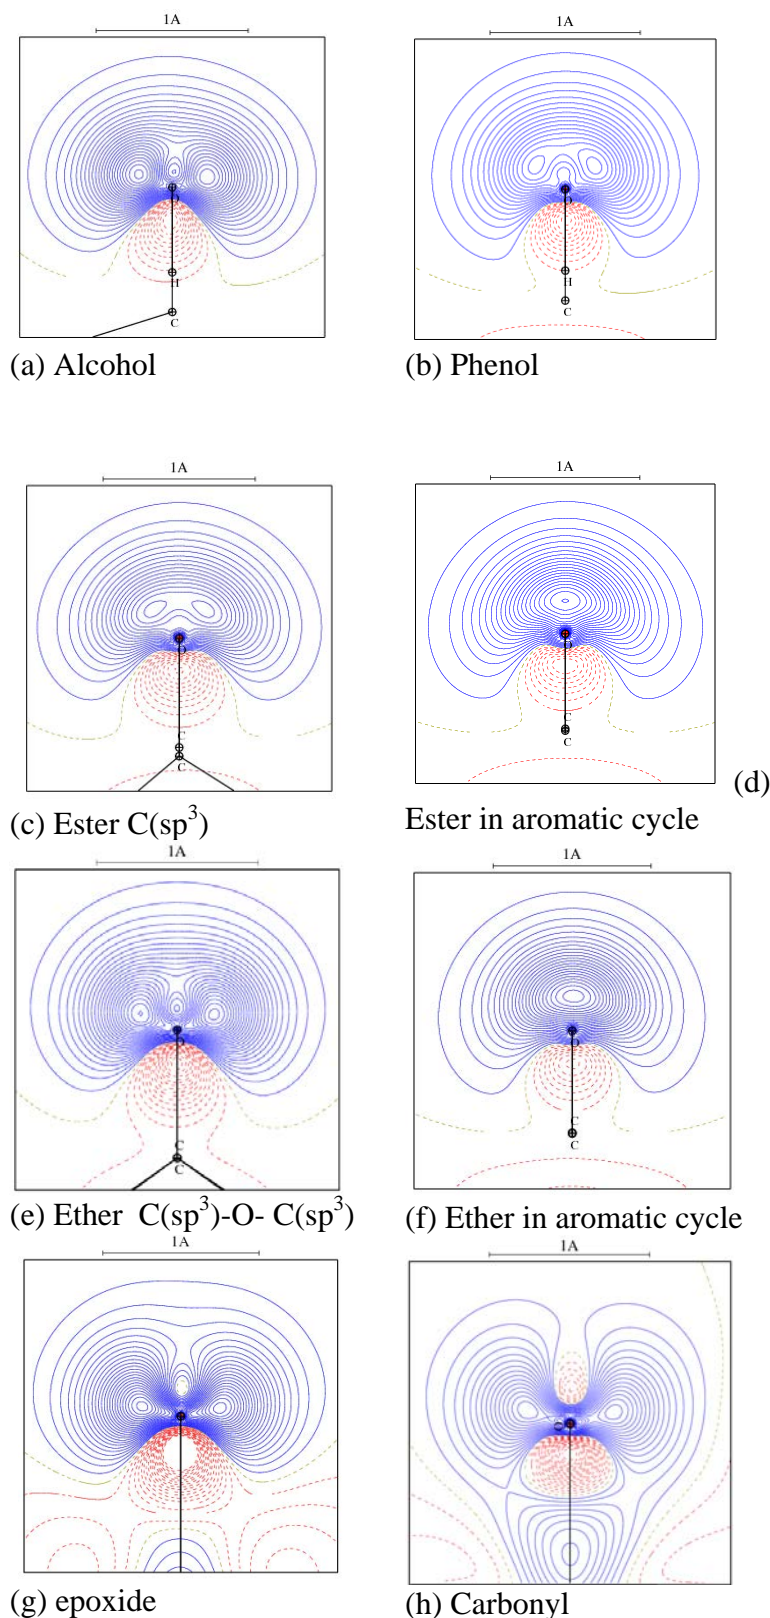 1A
1A
O
O
H
H
C
C
(a) Alcohol
(b) Phenol
1A
1A
O
O
C
C
C
C
(d)
(c) Ester C(sp³)
Ester in aromatic cycle
1A
1A
O
O
C
C
C
C
(e) Ether C(sp³)-O- C(sp³)
(f) Ether in aromatic cycle
1A
1A
O
(g) epoxide
(h) Carbonyl